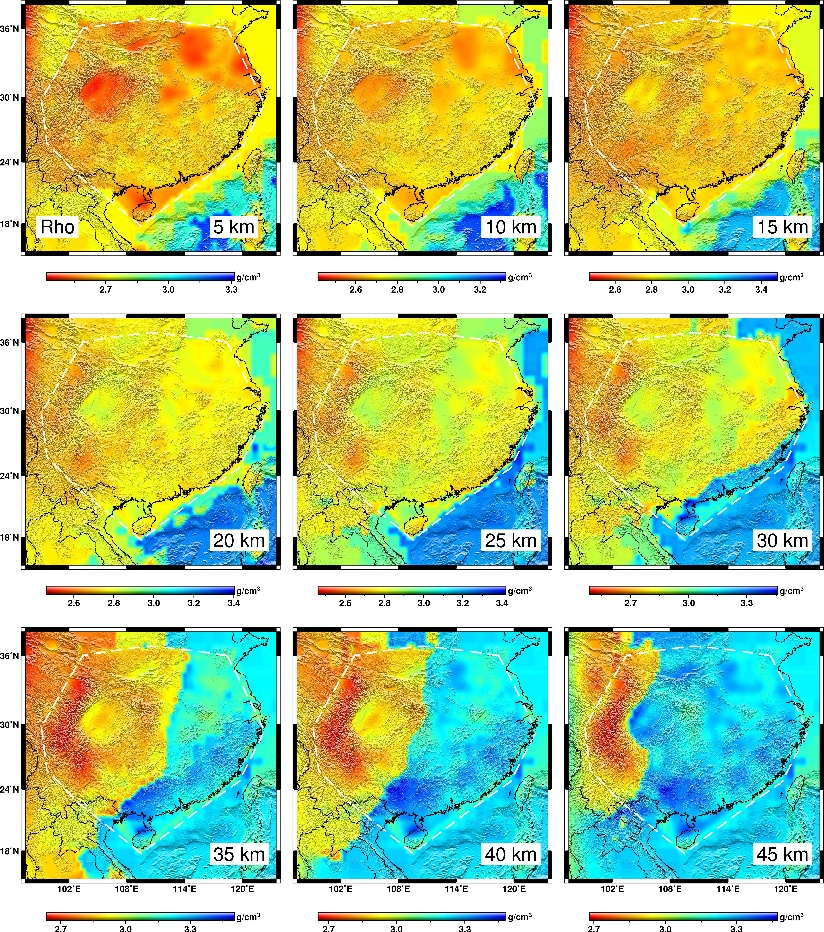 36°N
30°N
24°N
18°N
Rho
5 km
10 km
15 km
2.7 3.0 3.3 g/cm³
2.6 2.8 3.0 3.2 g/cm³
2.6 2.8 3.0 3.2 3.4 g/cm³
36°N
30°N
24°N
18°N
20 km
25 km
30 km
2.6 2.8 3.0 3.2 3.4 g/cm³
2.6 2.8 3.0 3.2 3.4 g/cm³
2.7 3.0 3.3 g/cm³
36°N
30°N
24°N
18°N
35 km
40 km
45 km
102°E 108°E 114°E 120°E
102°E 108°E 114°E 120°E
102°E 108°E 114°E 120°E
2.7 3.0 3.3 g/cm³
2.7 3.0 3.3 g/cm³
2.7 3.0 3.3 g/cm³